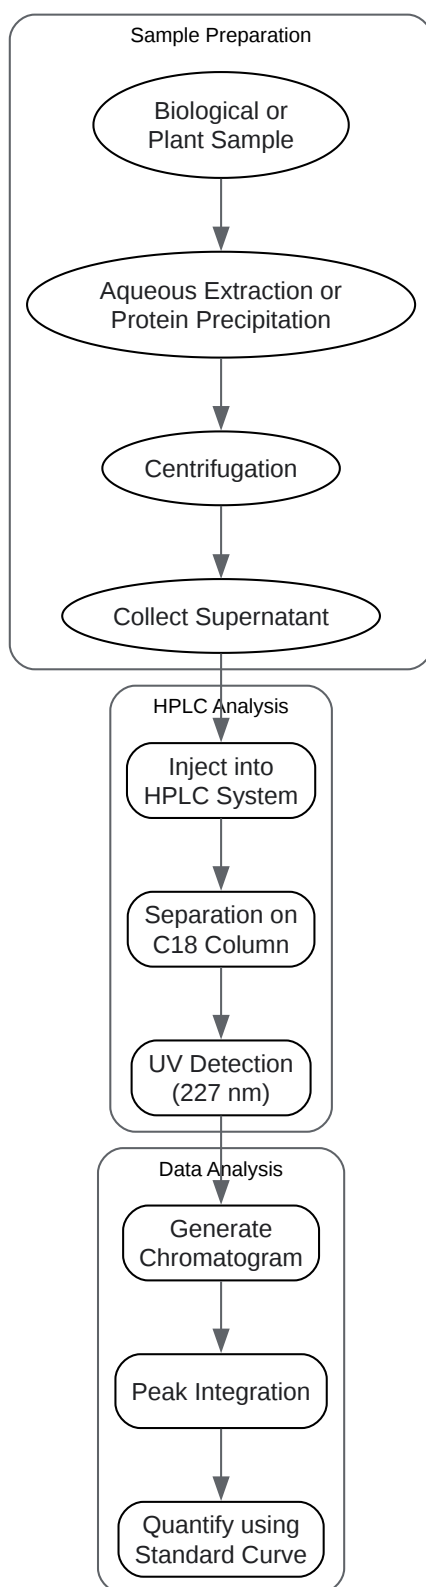 Sample Preparation
Biological or
Plant Sample
Aqueous Extraction or
Protein Precipitation
Centrifugation
Collect Supernatant
HPLC Analysis
Inject into
HPLC System
Separation on
C18 Column
UV Detection
(227 nm)
Data Analysis
Generate
Chromatogram
Peak Integration
Quantify using
Standard Curve